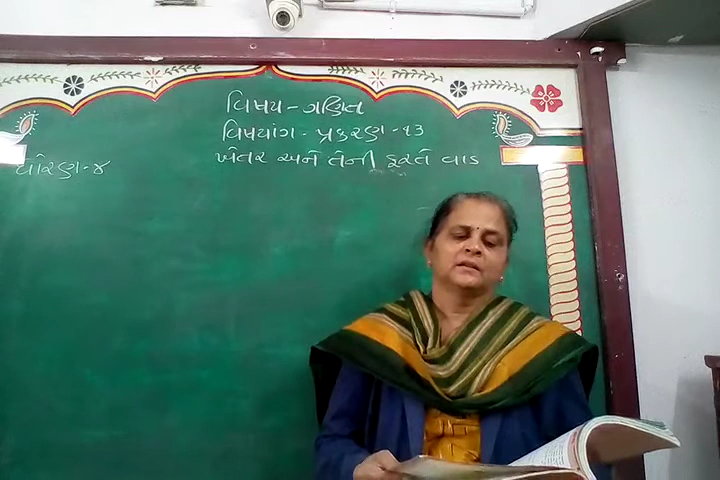 વિષય - ગણિત
વિષયાંગ - પ્રકરણ - ૧૩
ધોરણ-૪
ખેતર અને તેની ફરતે વાડ